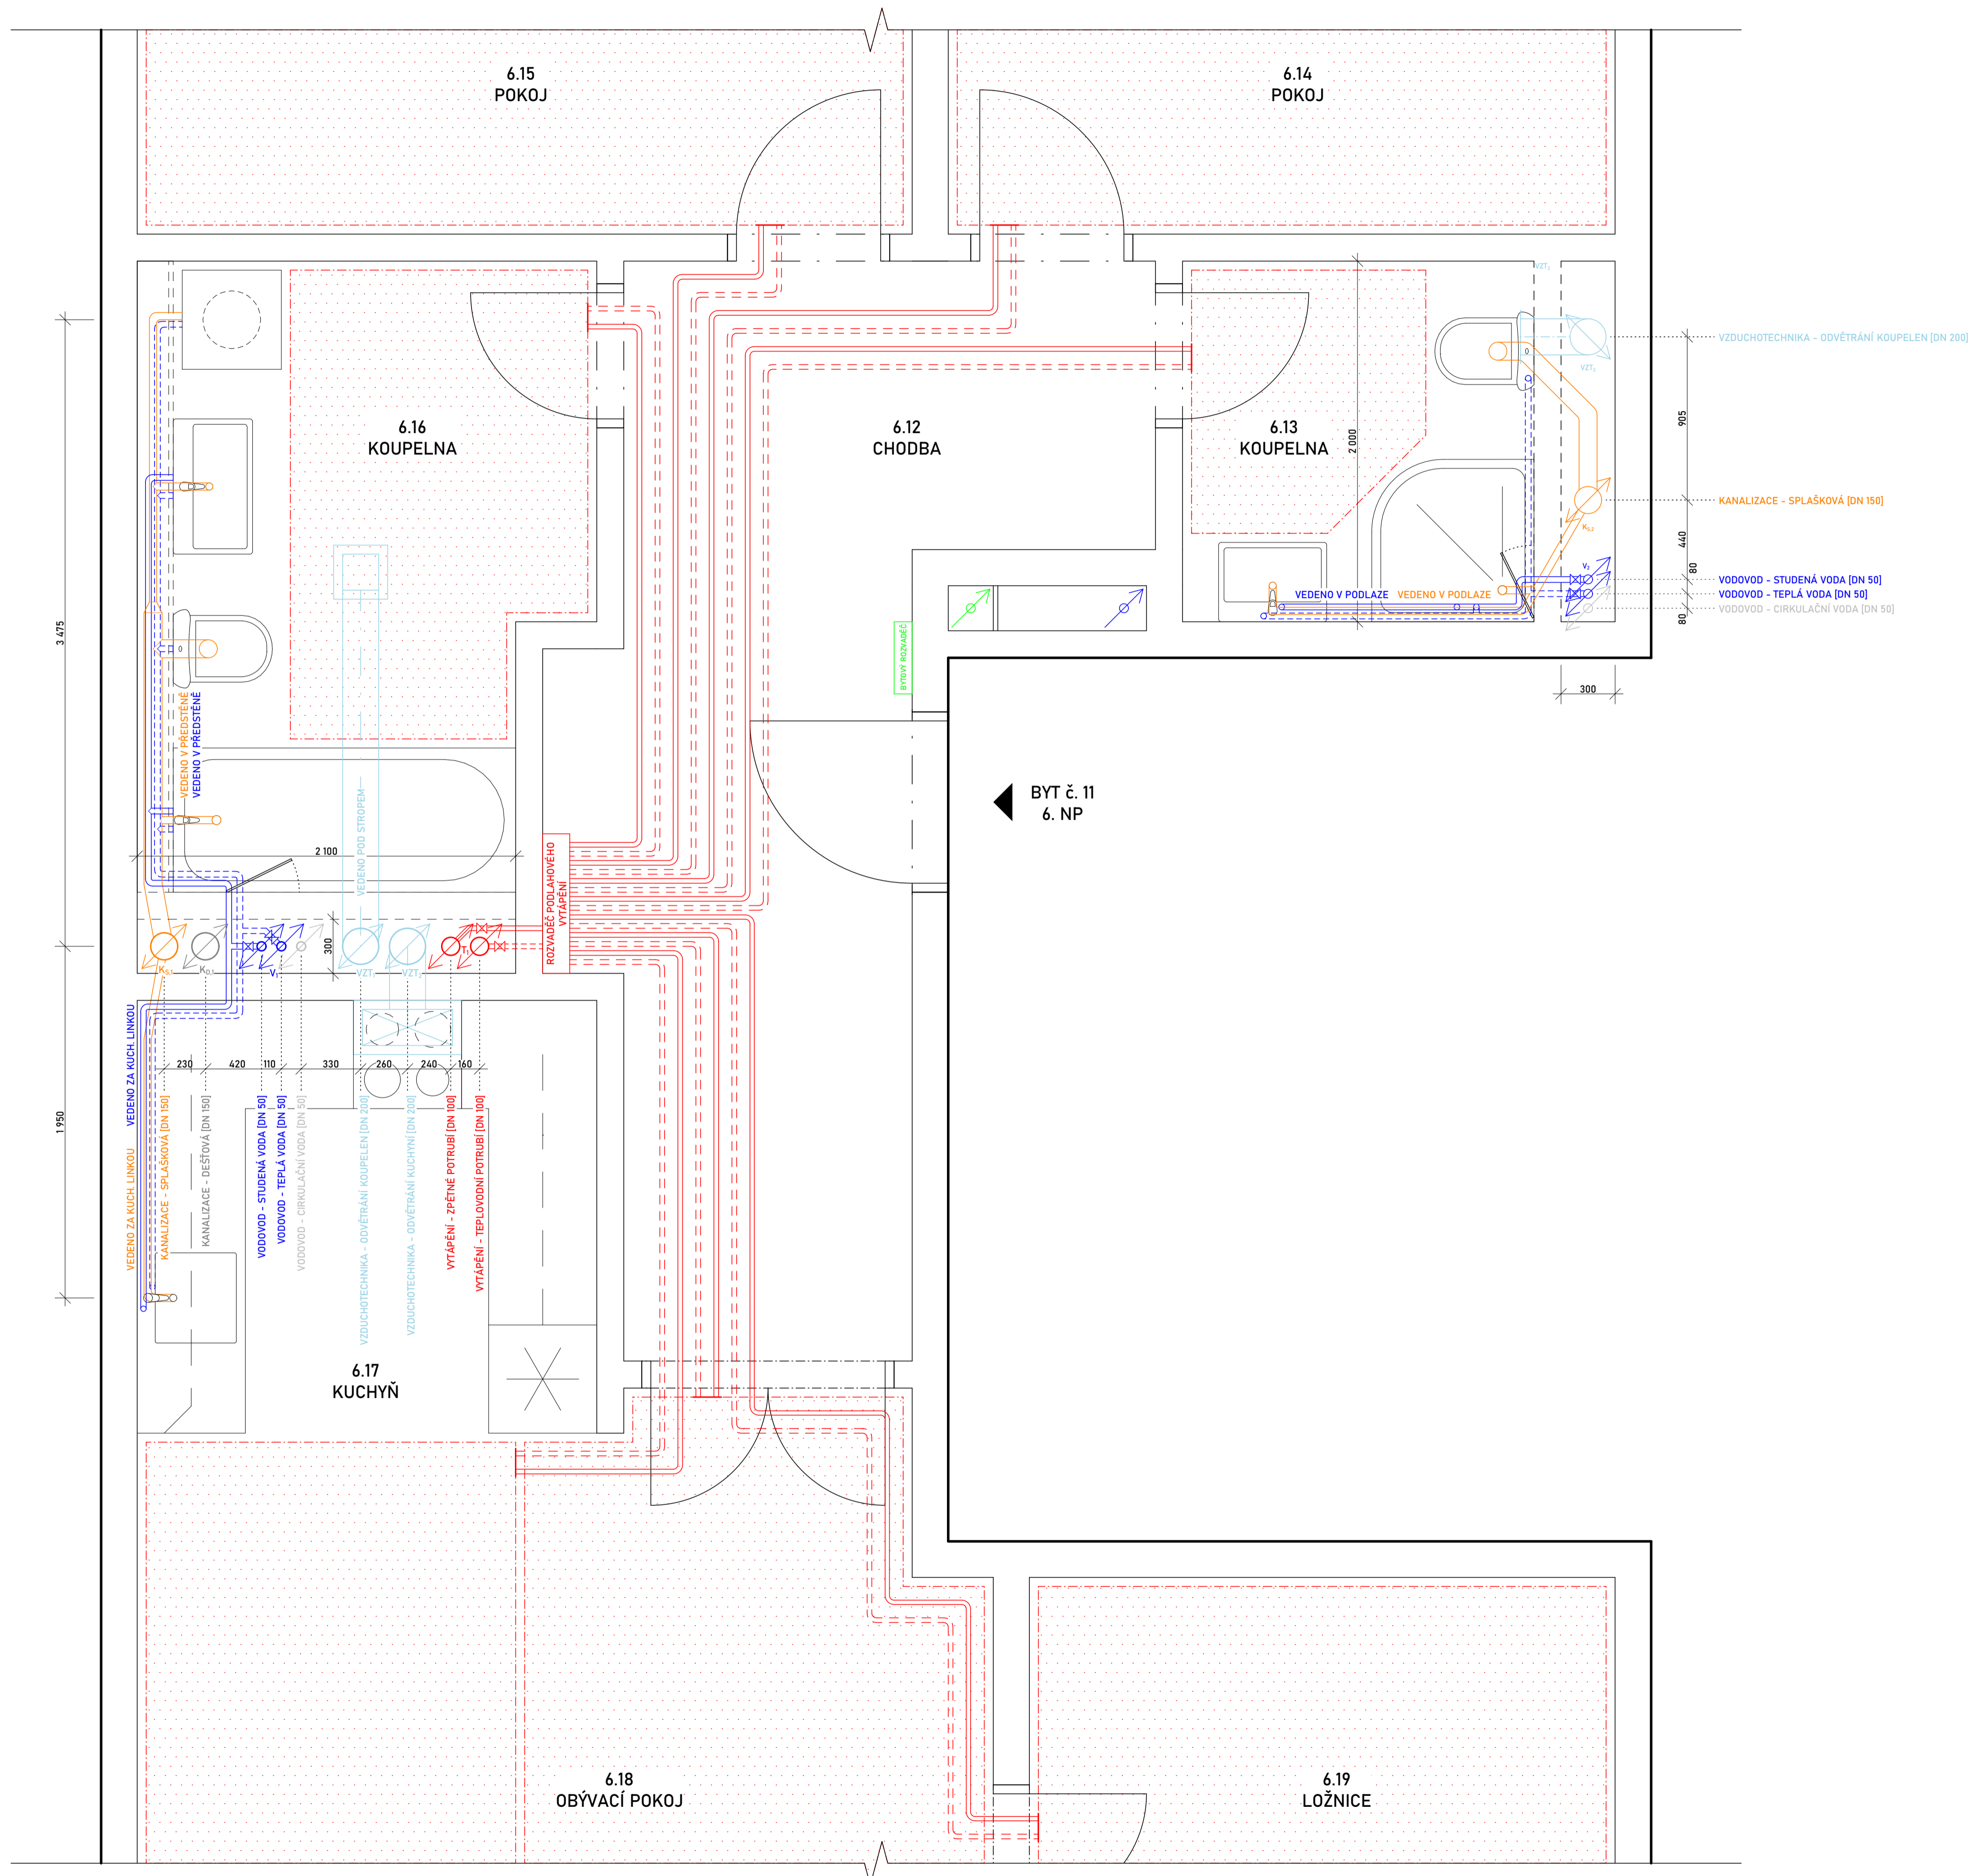 6.15
POKOJ
6.14
POKOJ
VZT₁
VZDUCHOTECHNIKA - ODVĚTRÁNÍ KOUPELEN [DN 200]
VZT₂
6.16
KOUPELNA
6.12
CHODBA
6.13
KOUPELNA
2 000
905
KANALIZACE - SPLAŠKOVÁ [DN 150]
K
440
80
V₂
VODOVOD - STUDENÁ VODA [DN 50]
VODOVOD - TEPLÁ VODA [DN 50]
VODOVOD - CIRKULAČNÍ VODA [DN 50]
80
VEDENO V PODLAZE
VEDENO V PODLAZE
3 475
BYTOVÝ ROZVADĚČ
300
VEDENO V PŘEDSTĚNĚ
VEDENO V PŘEDSTĚNĚ
BYT č. 11
6. NP
VEDENO POD STROPEM
2 100
ROZVADĚČ PODLAHOVÉHO
VYTÁPĚNÍ
300
K
K
V₁
VZT₁
VZT₂
T₁
VEDENO ZA KUCH. LINKOU
VEDENO ZA KUCH. LINKOU
230
420
110
330
260
240
160
1 950
KANALIZACE - SPLAŠKOVÁ [DN 150]
KANALIZACE - DEŠŤOVÁ [DN 150]
VODOVOD - STUDENÁ VODA [DN 50]
VODOVOD - TEPLÁ VODA [DN 50]
VODOVOD - CIRKULAČNÍ VODA [DN 50]
VZDUCHOTECHNIKA - ODVĚTRÁNÍ KOUPELEN [DN 200]
VZDUCHOTECHNIKA - ODVĚTRÁNÍ KUCHYNÍ [DN 200]
VYTÁPĚNÍ - ZPĚTNÉ POTRUBÍ [DN 100]
VYTÁPĚNÍ - TEPLOVODNÍ POTRUBÍ [DN 100]
6.17
KUCHYŇ
6.18
OBÝVACÍ POKOJ
6.19
LOŽNICE